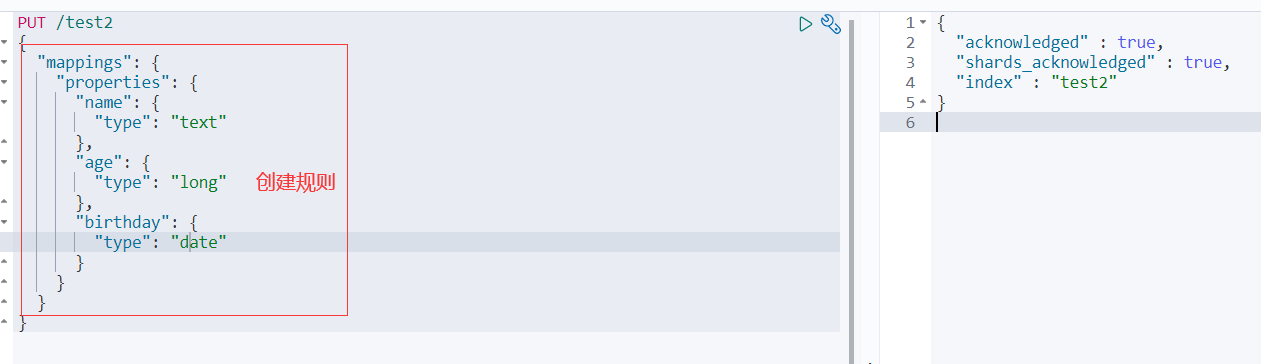 PUT /test2
{
"mappings": {
"properties": {
"name": {
"type": "text"
},
"age": {
"type": "long"
},
"birthday": {
"type": "date"
}
}
}
}
创建规则
1 {
2 "acknowledged" : true,
3 "shards_acknowledged" : true,
4 "index" : "test2"
5 }
6